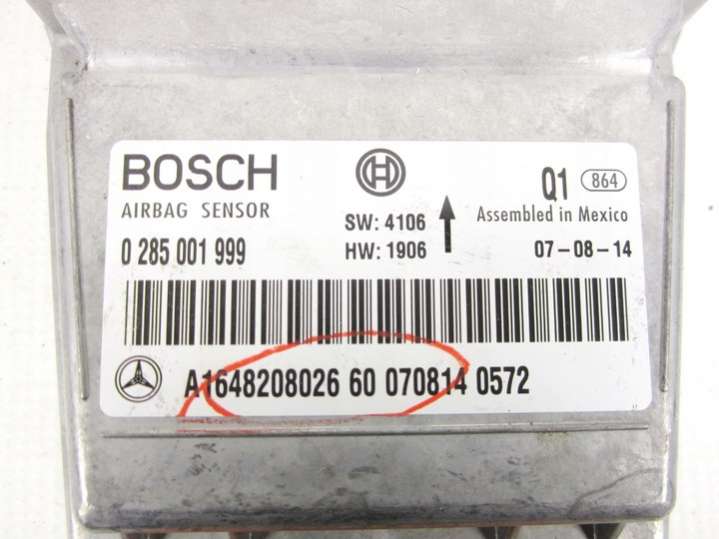 BOSCH
Q1 864
AIRBAG SENSOR
SW: 4106
Assembled in Mexico
0 285 001 999
HW: 1906
07-08-14
A1648208026 60 070814 0572